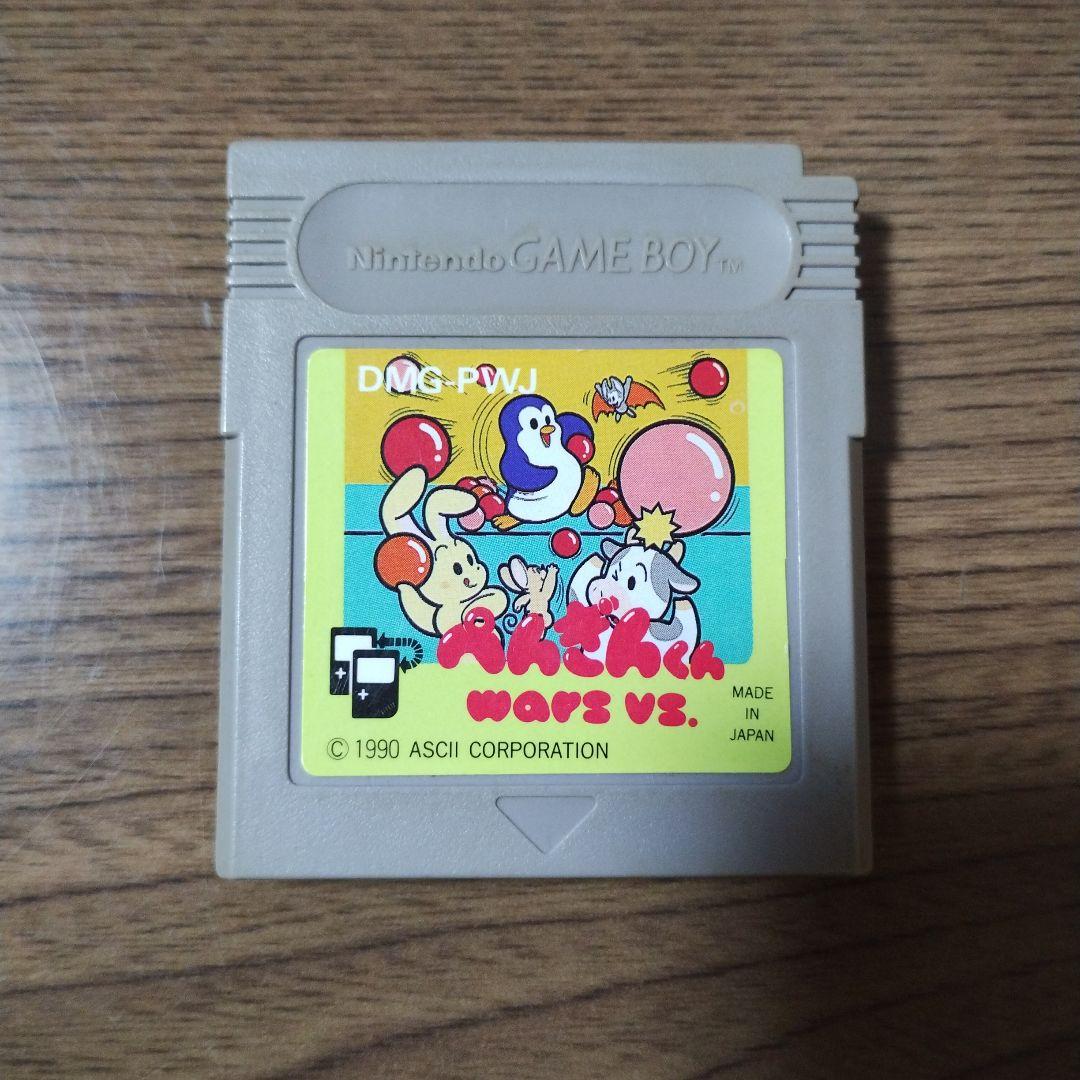 Nintendo GAME BOY TM
DMG-PWJ
ぺんぎんくん
wars vs.
MADE
IN
JAPAN
© 1990 ASCII CORPORATION